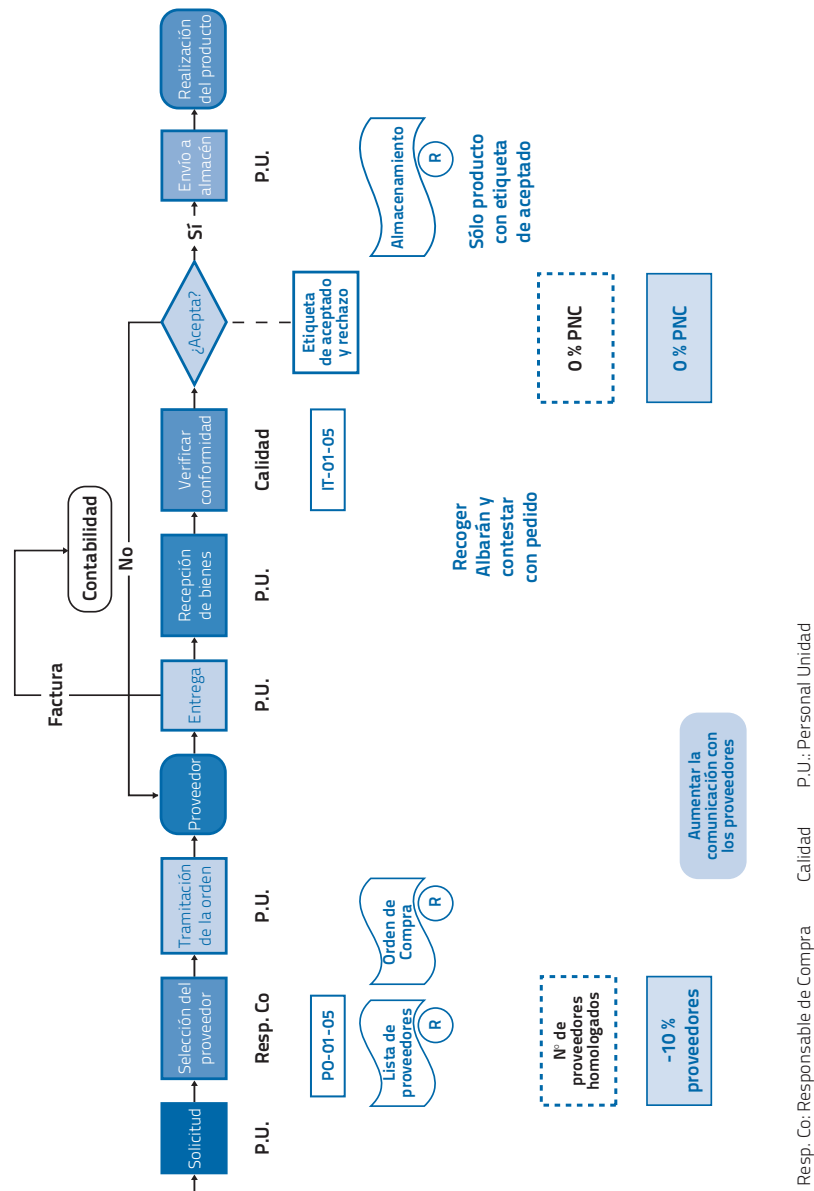 Factura
Contabilidad
No
Solicitud
Selección del
proveedor
Tramitación
de la orden
Proveedor
Entrega
Recepción
de bienes
Verificar
conformidad
¿Acepta?
Sí
Envío a
almacén
Realización
del producto
P.U.
Resp. Co
P.U.
P.U.
P.U.
Calidad
P.U.
PO-01-05
IT-01-05
Etiqueta
de aceptado
y rechazo
Lista de
proveedores
R
Orden de
Compra
R
Almacenamiento
R
Recoger
Albarán y
contestar
con pedido
Sólo producto
con etiqueta
de aceptado
Nº de
proveedores
homologados
0 % PNC
-10 %
proveedores
0 % PNC
Aumentar la
comunicación con
los proveedores
Resp. Co: Responsable de Compra Calidad P.U.: Personal Unidad